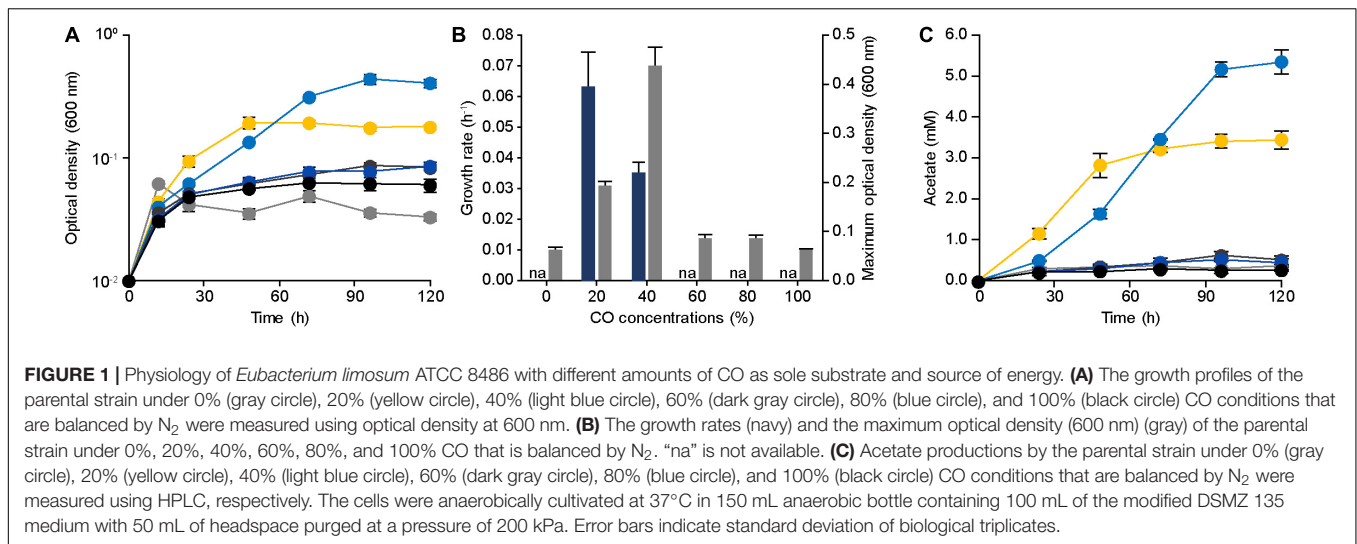 A
B
C
10⁰
10⁻¹
10⁻²
Optical density (600 nm)
0 30 60 90 120
Time (h)
0.08
0.07
0.06
0.05
0.04
0.03
0.02
0.01
0.00
Growth rate (h⁻¹)
na na na na
0 20 40 60 80 100
CO concentrations (%)
0.5
0.4
0.3
0.2
0.1
0.0
Maximum optical density (600 nm)
6.0
5.0
4.0
3.0
2.0
1.0
0.0
Acetate (mM)
0 30 60 90 120
Time (h)
FIGURE 1 | Physiology of Eubacterium limosum ATCC 8486 with different amounts of CO as sole substrate and source of energy. (A) The growth profiles of the
parental strain under 0% (gray circle), 20% (yellow circle), 40% (light blue circle), 60% (dark gray circle), 80% (blue circle), and 100% (black circle) CO conditions that
are balanced by N₂ were measured using optical density at 600 nm. (B) The growth rates (navy) and the maximum optical density (600 nm) (gray) of the parental
strain under 0%, 20%, 40%, 60%, 80%, and 100% CO that is balanced by N₂. “na” is not available. (C) Acetate productions by the parental strain under 0% (gray
circle), 20% (yellow circle), 40% (light blue circle), 60% (dark gray circle), 80% (blue circle), and 100% (black circle) CO conditions that are balanced by N₂ were
measured using HPLC, respectively. The cells were anaerobically cultivated at 37°C in 150 mL anaerobic bottle containing 100 mL of the modified DSMZ 135
medium with 50 mL of headspace purged at a pressure of 200 kPa. Error bars indicate standard deviation of biological triplicates.